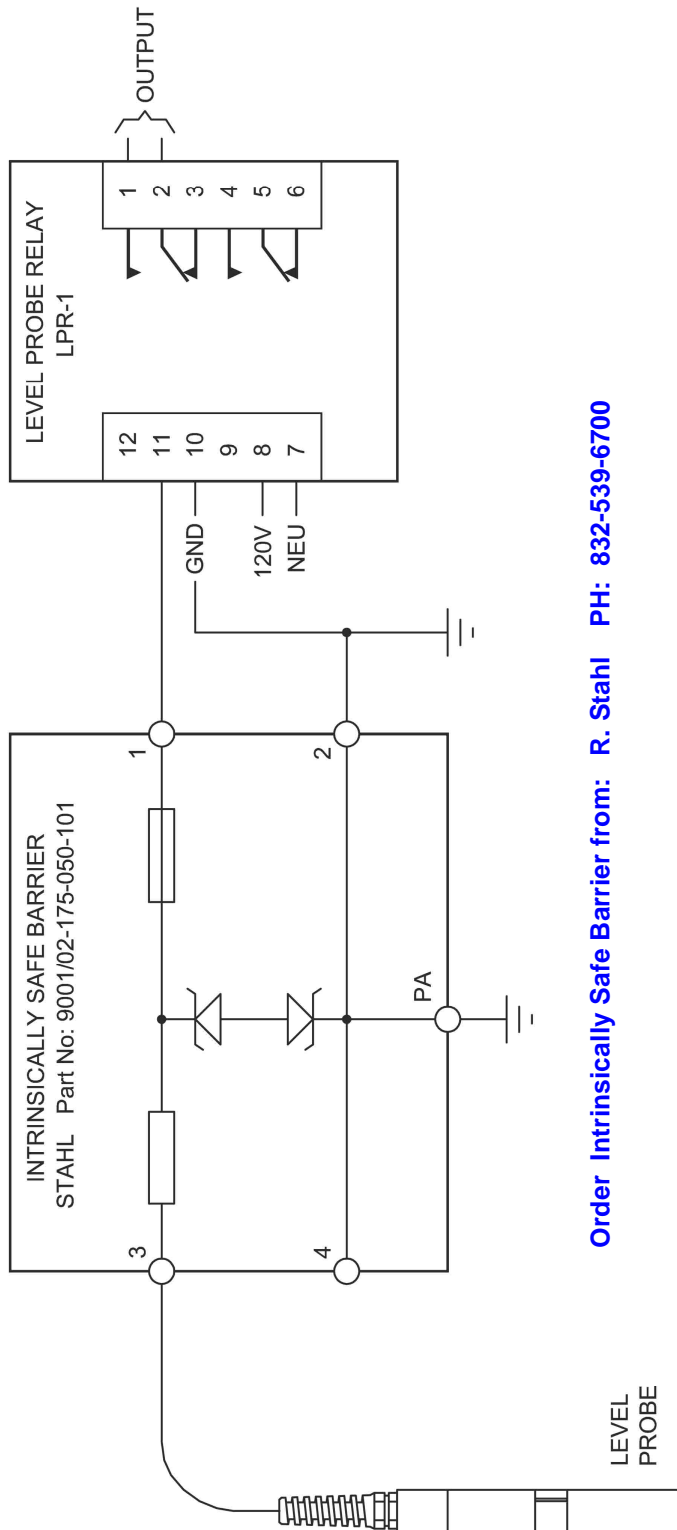 LEVEL PROBE RELAY
LPR-1
12
11
10
9
8
7
1
2
3
4
5
6
OUTPUT
GND
120V
NEU
INTRINSICALLY SAFE BARRIER
STAHL Part No: 9001/02-175-050-101
3
1
4
2
PA
LEVEL
PROBE
Order Intrinsically Safe Barrier from: R. Stahl PH: 832-539-6700